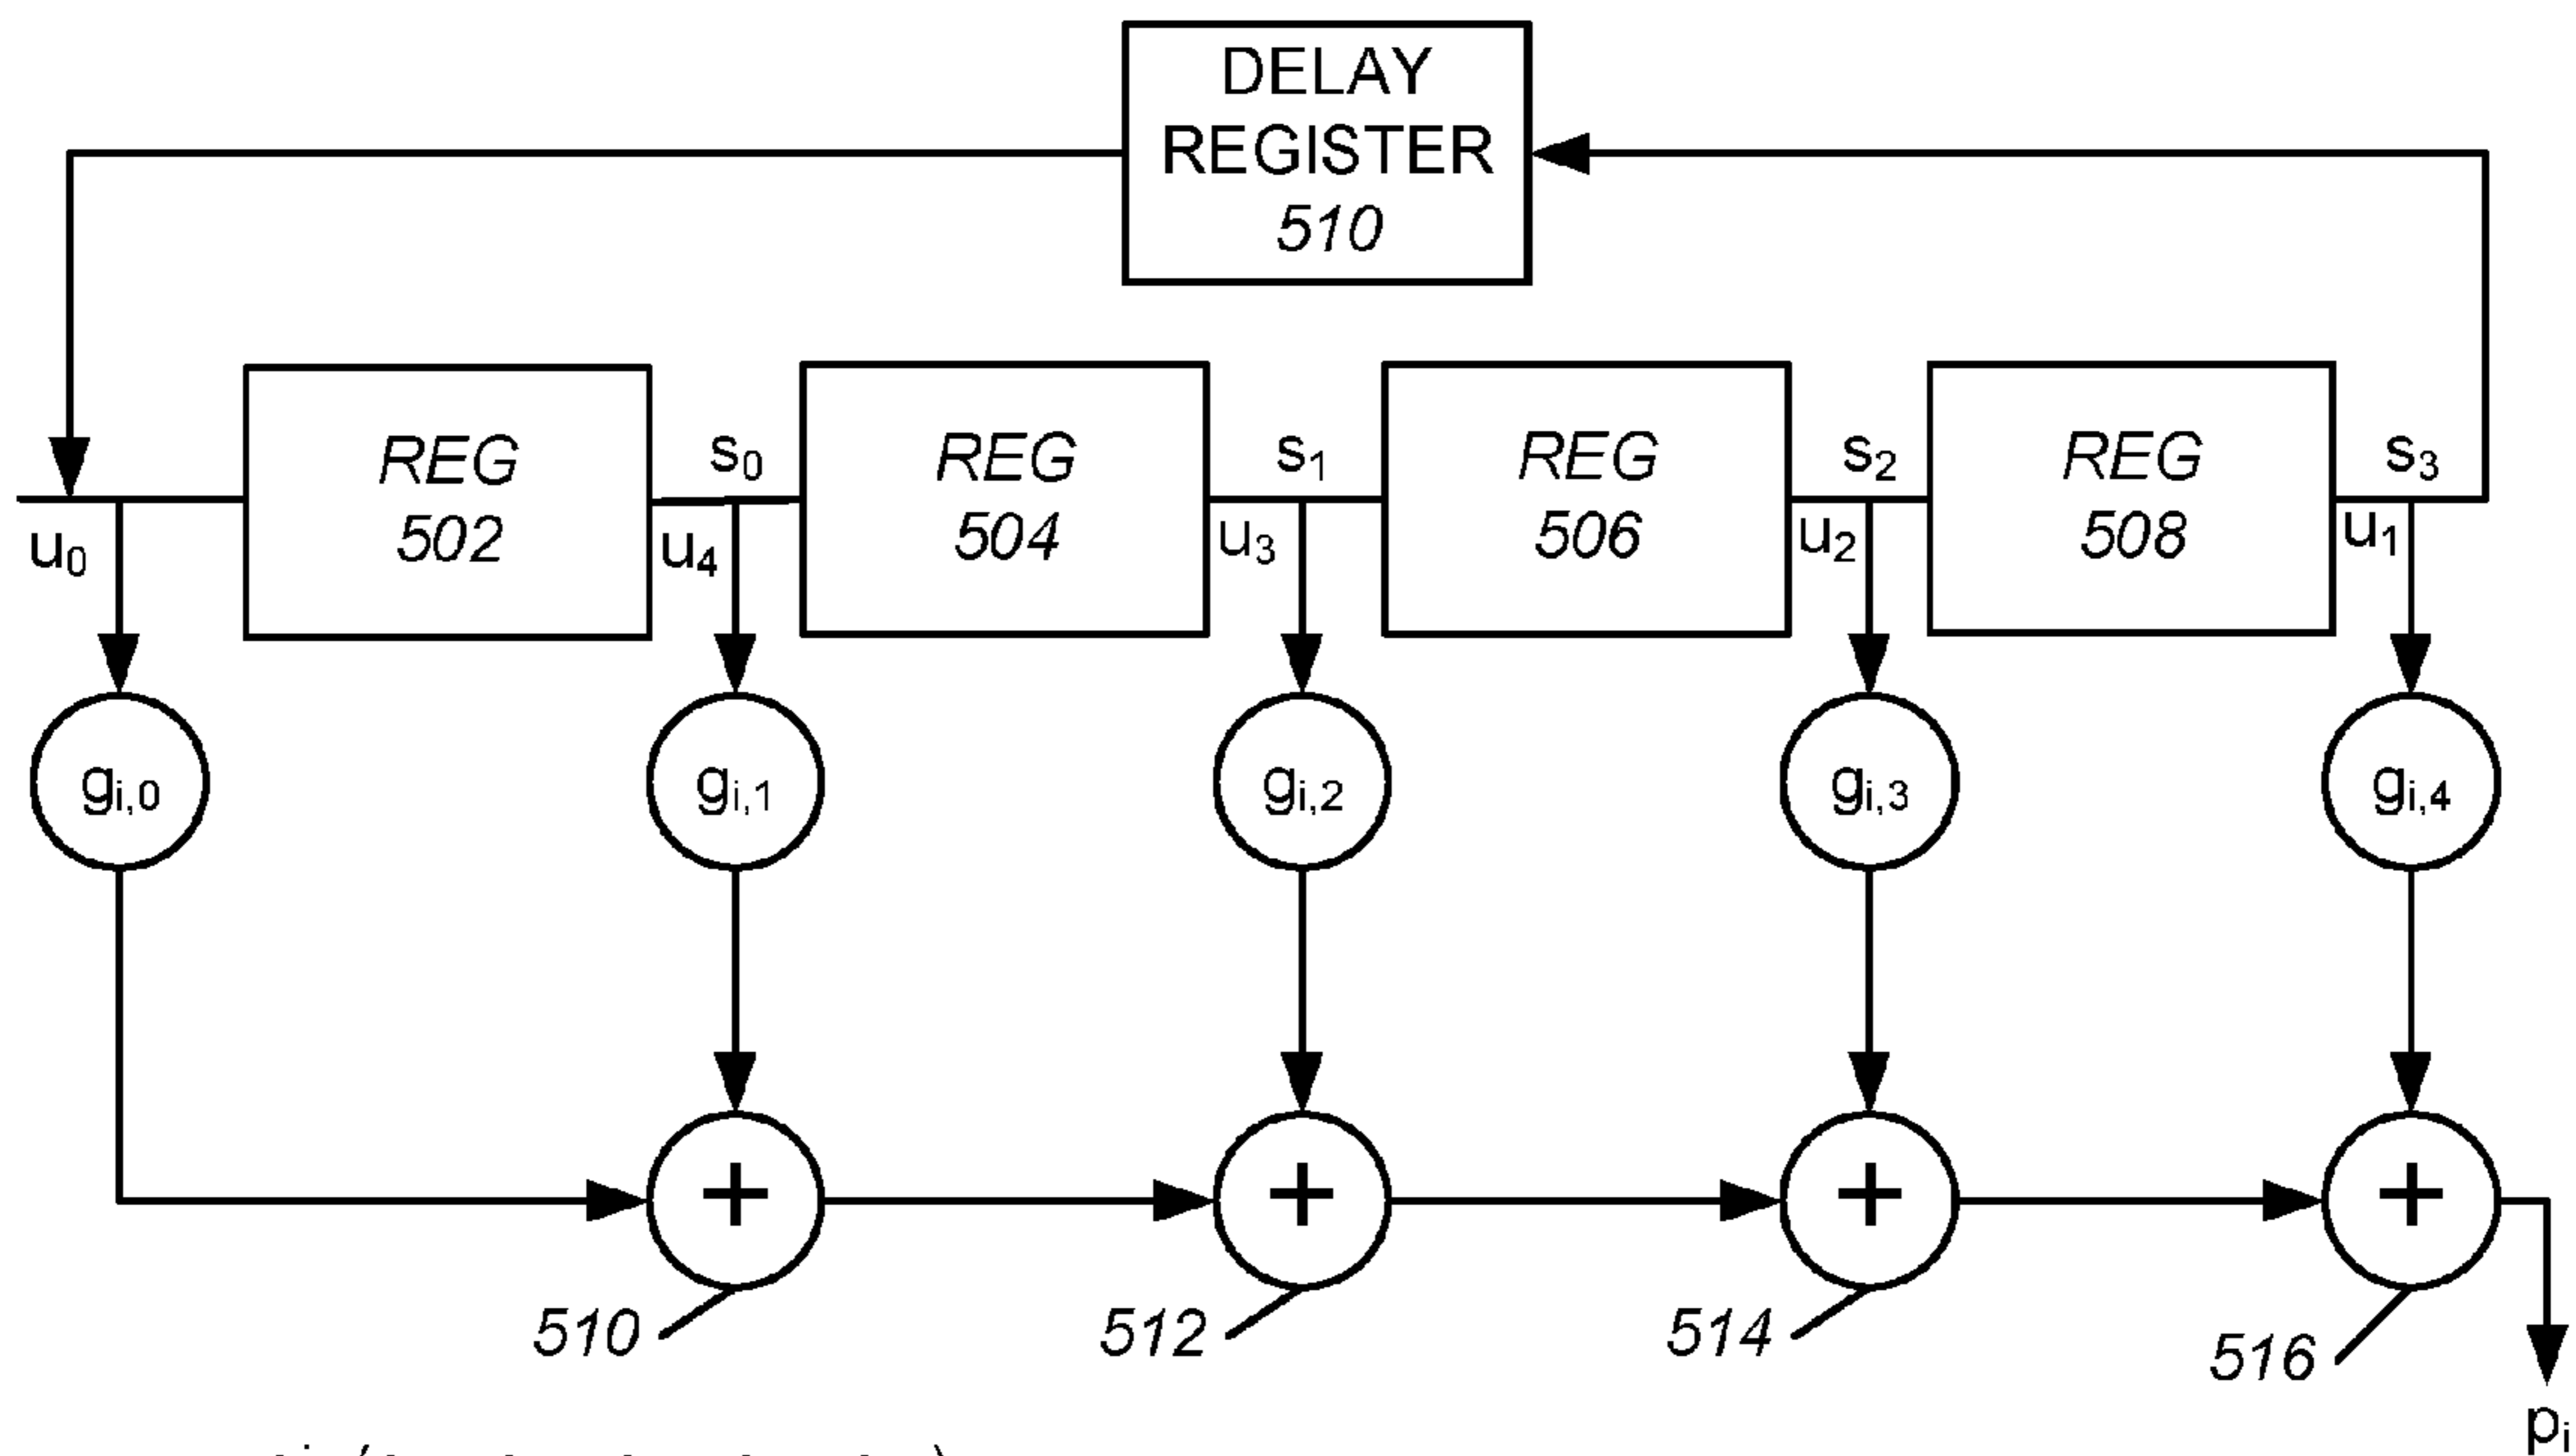 DELAY
REGISTER
510
REG
502
s₀
REG
504
s₁
REG
506
s₂
REG
508
s₃
u₀
u₄
u₃
u₂
u₁
gᵢ,₀
gᵢ,₁
gᵢ,₂
gᵢ,₃
gᵢ,₄
+
+
+
+
510
512
514
516
pᵢ